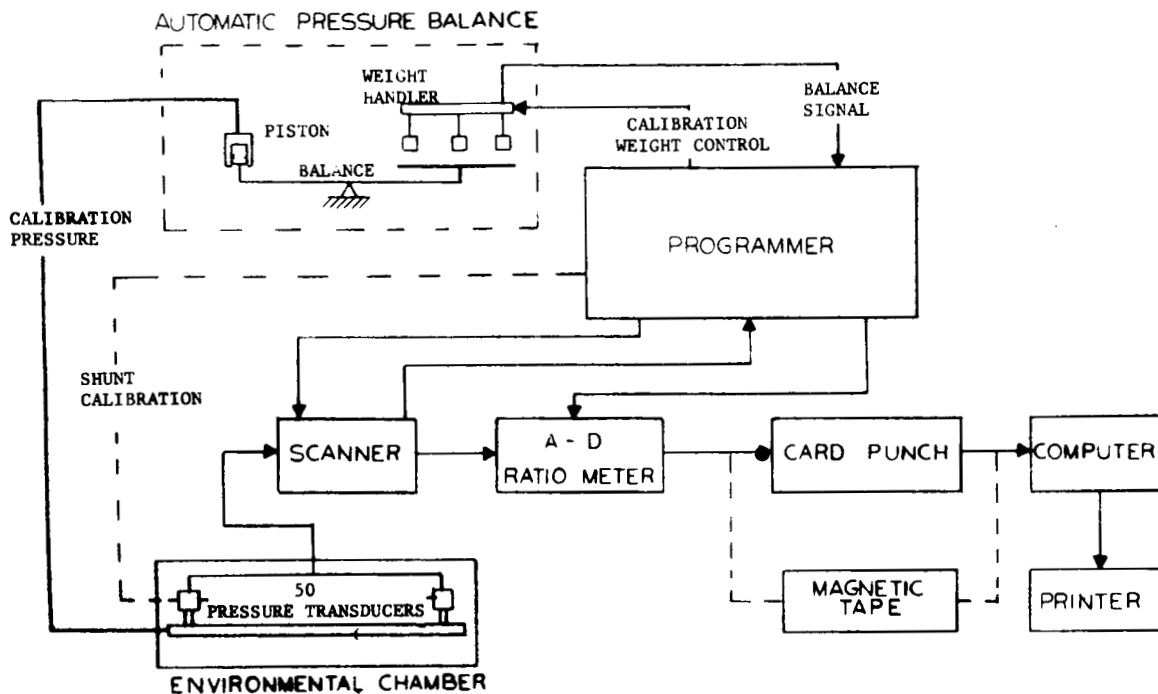 AUTOMATIC PRESSURE BALANCE
WEIGHT
HANDLER
PISTON
BALANCE
BALANCE
SIGNAL
CALIBRATION
WEIGHT CONTROL
CALIBRATION
PRESSURE
PROGRAMMER
SHUNT
CALIBRATION
SCANNER
A - D
RATIO METER
CARD PUNCH
COMPUTER
50
PRESSURE TRANSDUCERS
MAGNETIC
TAPE
PRINTER
ENVIRONMENTAL CHAMBER